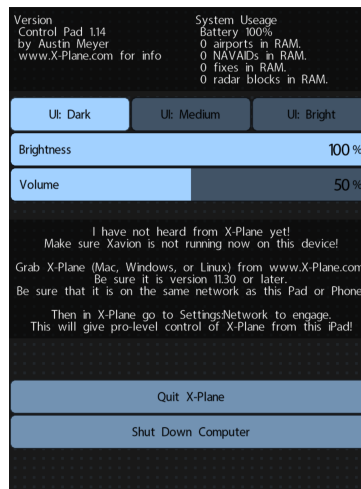 Version
Control Pad 1.14
by Austin Meyer
www.X-Plane.com for info
System Useage
Battery 100%
0 airports in RAM.
0 NAVAIDs in RAM.
0 fixes in RAM.
0 radar blocks in RAM.
UI: Dark
UI: Medium
UI: Bright
Brightness 100 %
Volume 50 %
I have not heard from X-Plane yet!
Make sure Xavion is not running now on this device!
Grab X-Plane (Mac, Windows, or Linux) from www.X-Plane.com
Be sure it is version 11.30 or later.
Be sure that it is on the same network as this Pad or Phone
Then in X-Plane go to Settings:Network to engage.
This will give pro-level control of X-Plane from this iPad!
Quit X-Plane
Shut Down Computer